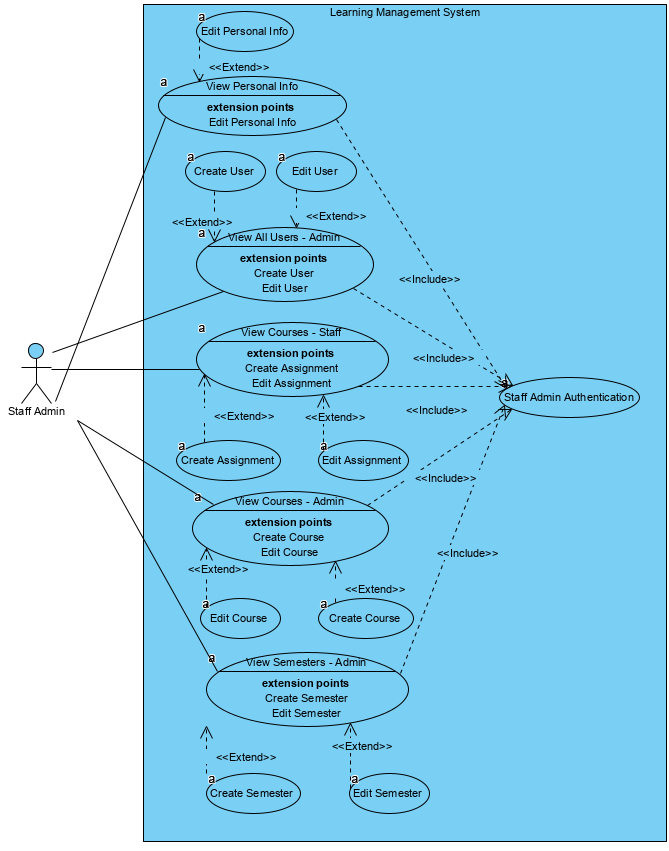 Learning Management System
a
Edit Personal Info
<<Extend>>
a
View Personal Info
extension points
Edit Personal Info
a
Create User
a
Edit User
<<Extend>>
<<Extend>>
a
View All Users - Admin
extension points
Create User
Edit User
<<Include>>
a
View Courses - Staff
extension points
Create Assignment
Edit Assignment
<<Include>>
a
Staff Admin Authentication
Staff Admin
<<Include>>
<<Extend>>
<<Extend>>
a
Create Assignment
a
Edit Assignment
<<Include>>
a
View Courses - Admin
extension points
Create Course
Edit Course
<<Include>>
<<Extend>>
<<Extend>>
a
Edit Course
a
Create Course
a
View Semesters - Admin
extension points
Create Semester
Edit Semester
<<Extend>>
<<Extend>>
a
Create Semester
a
Edit Semester